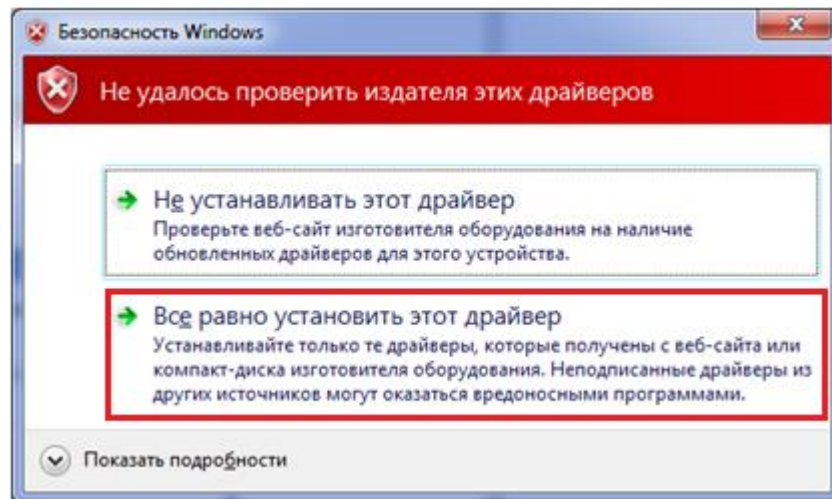 Безопасность Windows
Не удалось проверить издателя этих драйверов
Не устанавливать этот драйвер
Проверьте веб-сайт изготовителя оборудования на наличие
обновленных драйверов для этого устройства.
Все равно установить этот драйвер
Устанавливайте только те драйверы, которые получены с веб-сайта или
компакт-диска изготовителя оборудования. Неподписанные драйверы из
других источников могут оказаться вредоносными программами.
Показать подробности